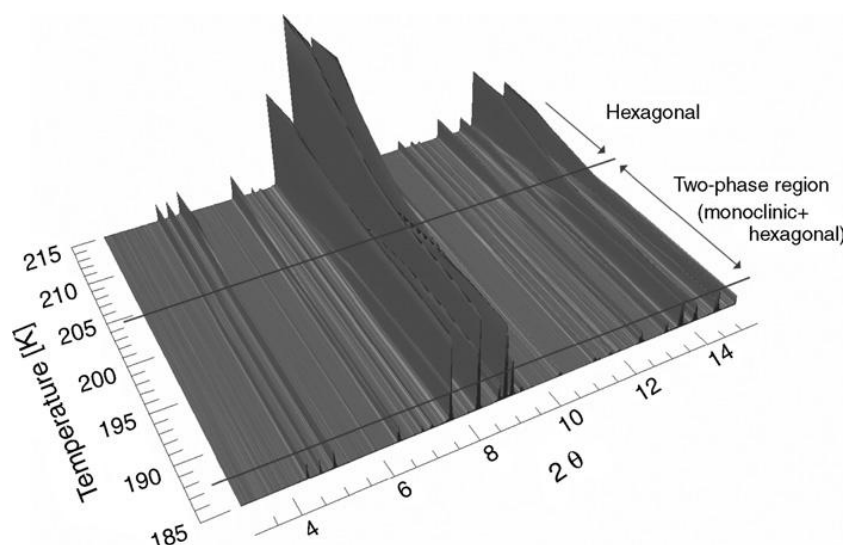 Hexagonal
Two-phase region
(monoclinic+
hexagonal)
215
210
205
200
195
190
185
Temperature [K]
4
6
8
10
12
14
2 θ